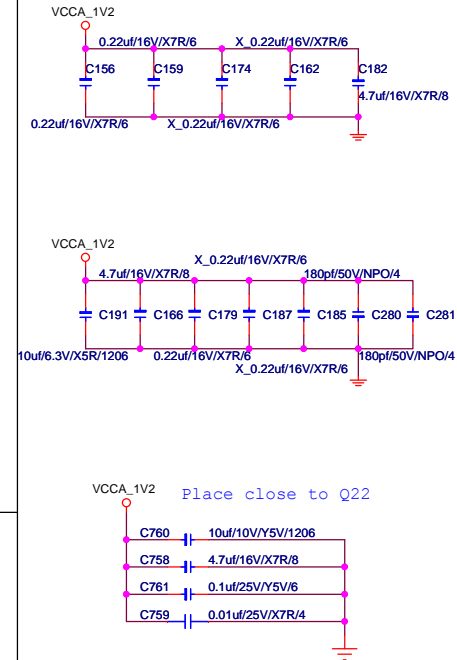 VCCA_1V2
0.22uf/16V/X7R/6 X_0.22uf/16V/X7R/6
C156 C159 C174 C162 C182
4.7uf/16V/X7R/8
0.22uf/16V/X7R/6 X_0.22uf/16V/X7R/6
VCCA_1V2
X_0.22uf/16V/X7R/6
4.7uf/16V/X7R/8 180pf/50V/NPO/4
C191 C166 C179 C187 C185 C280 C281
10uf/6.3V/X5R/1206 0.22uf/16V/X7R/6 180pf/50V/NPO/4
X_0.22uf/16V/X7R/6
VCCA_1V2
Place close to Q22
C760 10uf/10V/Y5V/1206
C758 4.7uf/16V/X7R/8
C761 0.1uf/25V/Y5V/6
C759 0.01uf/25V/X7R/4